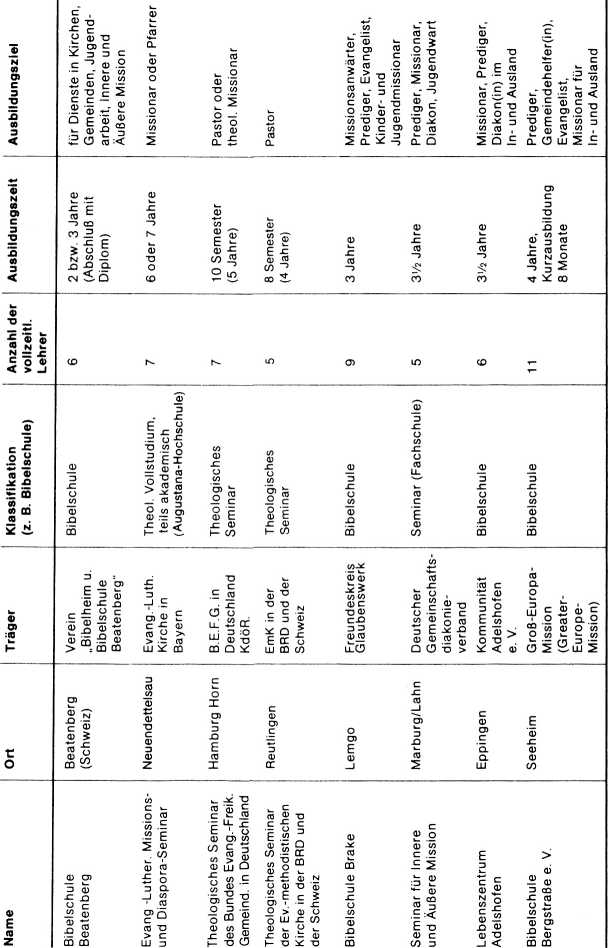 Name
Ort
Träger
Klassifikation
(z. B. Bibelschule)
Anzahl der
vollzeitl.
Lehrer
Ausbildungszeit
Ausbildungsziel
Bibelschule
Beatenberg
Beatenberg
(Schweiz)
Verein
„Bibelheim u.
Bibelschule
Beatenberg“
Bibelschule
6
2 bzw. 3 Jahre
(Abschluß mit
Diplom)
für Dienste in Kirchen,
Gemeinden, Jugend-
arbeit, Innere und
Äußere Mission
Evang.-Luther. Missions-
und Diaspora-Seminar
Neuendettelsau
Evang.-Luth.
Kirche in
Bayern
Theol. Vollstudium,
teils akademisch
(Augustana-Hochschule)
7
6 oder 7 Jahre
Missionar oder Pfarrer
Theologisches Seminar
des Bundes Evang.-Freik.
Gemeind. in Deutschland
Hamburg Horn
B.E.F.G. in
Deutschland
KdöR.
Theologisches
Seminar
7
10 Semester
(5 Jahre)
Pastor oder
theol. Missionar
Theologisches Seminar
der Ev.-methodistischen
Kirche in der BRD und
der Schweiz
Reutlingen
EmK in der
BRD und der
Schweiz
Theologisches
Seminar
5
8 Semester
(4 Jahre)
Pastor
Bibelschule Brake
Lemgo
Freundeskreis
Glaubenswerk
Bibelschule
9
3 Jahre
Missionsanwärter,
Prediger, Evangelist,
Kinder- und
Jugendmissionar
Seminar für Innere
und Äußere Mission
Marburg/Lahn
Deutscher
Gemeinschafts-
diakonie-
verband
Seminar (Fachschule)
5
3½ Jahre
Prediger, Missionar,
Diakon, Jugendwart
Lebenszentrum
Adelshofen
Eppingen
Kommunität
Adelshofen
e. V.
Bibelschule
6
3½ Jahre
Missionar, Prediger,
Diakon(in) im
In- und Ausland
Bibelschule
Bergstraße e. V.
Seeheim
Groß-Europa-
Mission
(Greater-
Europe-
Mission)
Bibelschule
11
4 Jahre,
Kurzausbildung
8 Monate
Prediger,
Gemeindehelfer(in),
Evangelist,
Missionar für
In- und Ausland